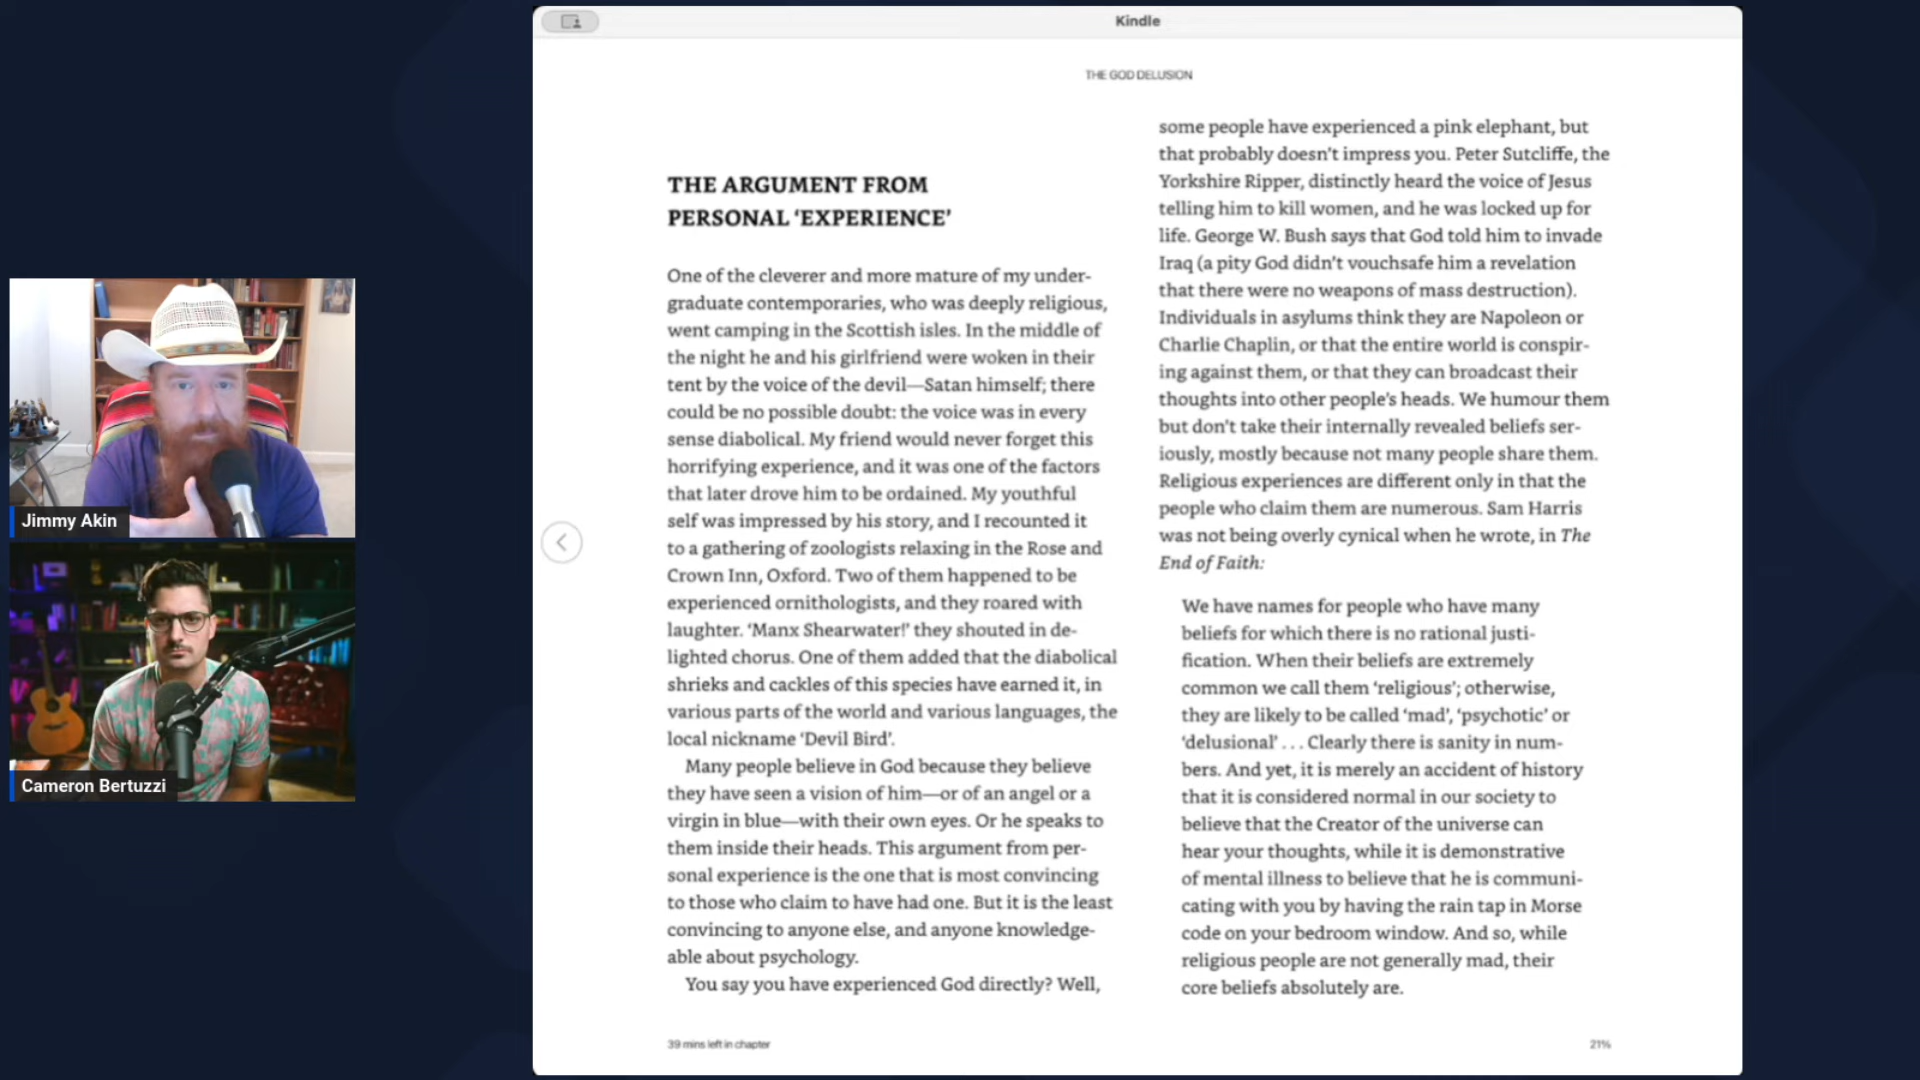 Kindle
THE GOD DELUSION
THE ARGUMENT FROM
PERSONAL ‘EXPERIENCE’
One of the cleverer and more mature of my under-
graduate contemporaries, who was deeply religious,
went camping in the Scottish isles. In the middle of
the night he and his girlfriend were woken in their
tent by the voice of the devil—Satan himself; there
could be no possible doubt: the voice was in every
sense diabolical. My friend would never forget this
horrifying experience, and it was one of the factors
that later drove him to be ordained. My youthful
self was impressed by his story, and I recounted it
to a gathering of zoologists relaxing in the Rose and
Crown Inn, Oxford. Two of them happened to be
experienced ornithologists, and they roared with
laughter. ‘Manx Shearwater!’ they shouted in de-
lighted chorus. One of them added that the diabolical
shrieks and cackles of this species have earned it, in
various parts of the world and various languages, the
local nickname ‘Devil Bird’.
Many people believe in God because they believe
they have seen a vision of him—or of an angel or a
virgin in blue—with their own eyes. Or he speaks to
them inside their heads. This argument from per-
sonal experience is the one that is most convincing
to those who claim to have had one. But it is the least
convincing to anyone else, and anyone knowledge-
able about psychology.
You say you have experienced God directly? Well,
some people have experienced a pink elephant, but
that probably doesn’t impress you. Peter Sutcliffe, the
Yorkshire Ripper, distinctly heard the voice of Jesus
telling him to kill women, and he was locked up for
life. George W. Bush says that God told him to invade
Iraq (a pity God didn’t vouchsafe him a revelation
that there were no weapons of mass destruction).
Individuals in asylums think they are Napoleon or
Charlie Chaplin, or that the entire world is conspir-
ing against them, or that they can broadcast their
thoughts into other people’s heads. We humour them
but don’t take their internally revealed beliefs ser-
iously, mostly because not many people share them.
Religious experiences are different only in that the
people who claim them are numerous. Sam Harris
was not being overly cynical when he wrote, in The
End of Faith:
We have names for people who have many
beliefs for which there is no rational justi-
fication. When their beliefs are extremely
common we call them ‘religious’; otherwise,
they are likely to be called ‘mad’, ‘psychotic’ or
‘delusional’ . . . Clearly there is sanity in num-
bers. And yet, it is merely an accident of history
that it is considered normal in our society to
believe that the Creator of the universe can
hear your thoughts, while it is demonstrative
of mental illness to believe that he is communi-
cating with you by having the rain tap in Morse
code on your bedroom window. And so, while
religious people are not generally mad, their
core beliefs absolutely are.
39 mins left in chapter
21%
Jimmy Akin
Cameron Bertuzzi